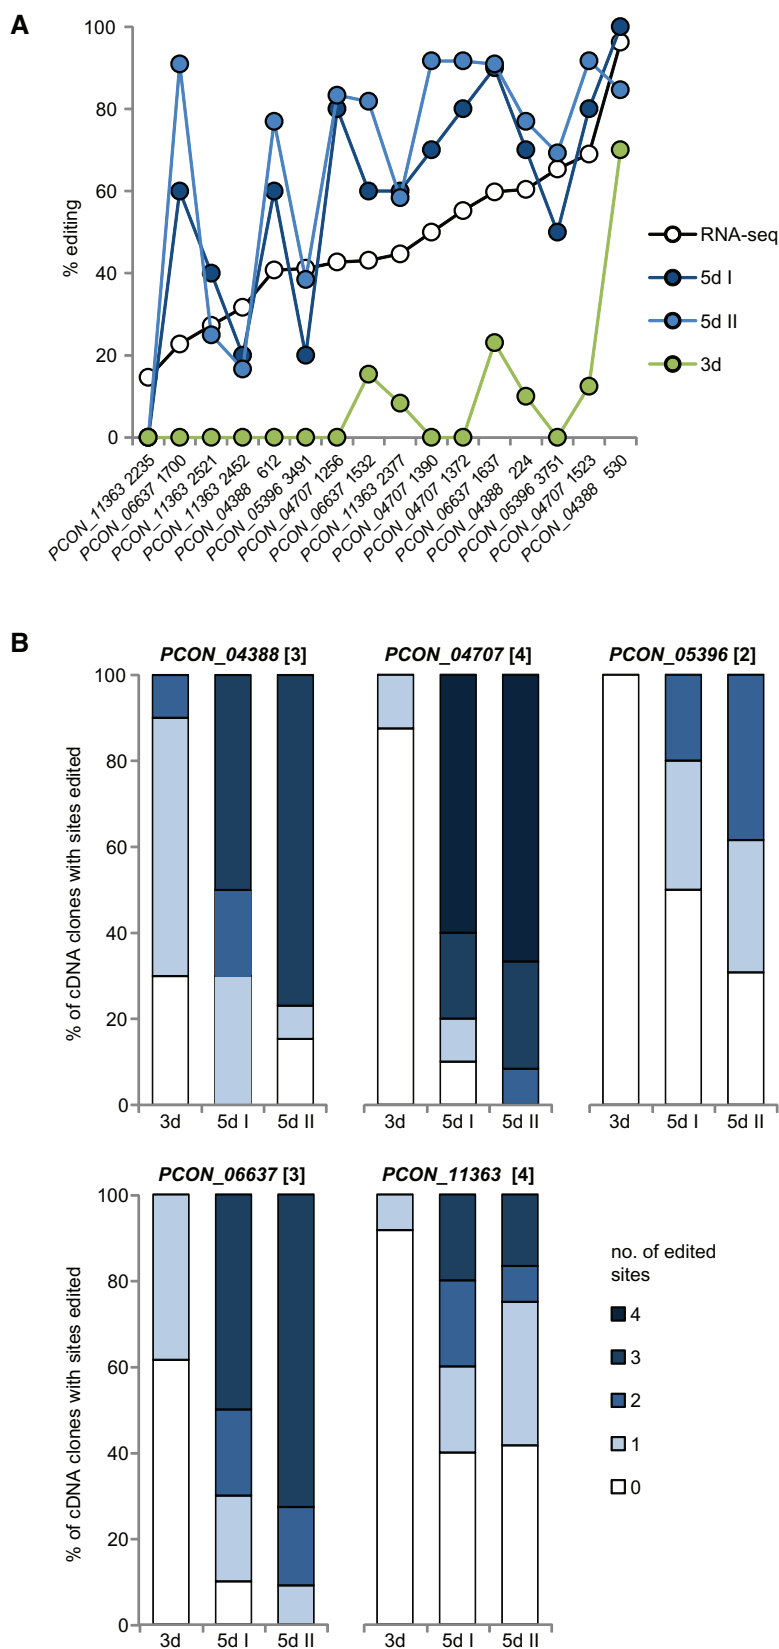 A
100
80
60
40
20
0
% editing
RNA-seq
5d I
5d II
3d
PCON_11363 2235
PCON_06637 1700
PCON_11363 2521
PCON_11363 2452
PCON_04388 612
PCON_05396 3491
PCON_04707 1256
PCON_06637 1532
PCON_11363 2377
PCON_04707 1390
PCON_04707 1372
PCON_06637 1637
PCON_04388 224
PCON_05396 3751
PCON_04707 1523
PCON_04388 530
B
PCON_04388 [3]
PCON_04707 [4]
PCON_05396 [2]
100
80
60
40
20
0
% of cDNA clones with sites edited
3d 5d I 5d II
3d 5d I 5d II
3d 5d I 5d II
PCON_06637 [3]
PCON_11363 [4]
100
80
60
40
20
0
% of cDNA clones with sites edited
3d 5d I 5d II
3d 5d I 5d II
no. of edited
sites
4
3
2
1
0